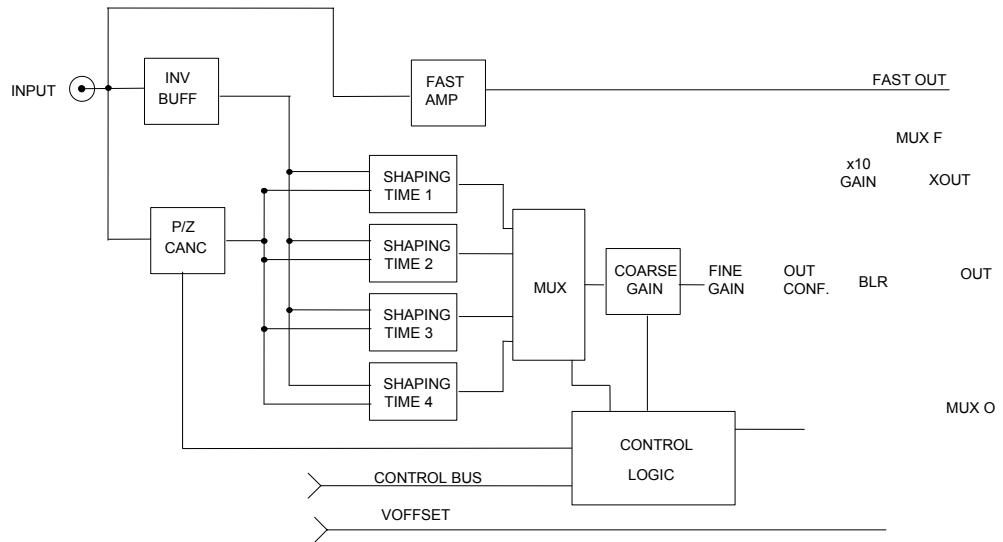 INPUT
INV
BUFF
FAST
AMP
FAST OUT
MUX F
x10
GAIN
XOUT
P/Z
CANC
SHAPING
TIME 1
SHAPING
TIME 2
SHAPING
TIME 3
SHAPING
TIME 4
MUX
COARSE
GAIN
FINE
GAIN
OUT
CONF.
BLR
OUT
MUX O
CONTROL
LOGIC
CONTROL BUS
VOFFSET